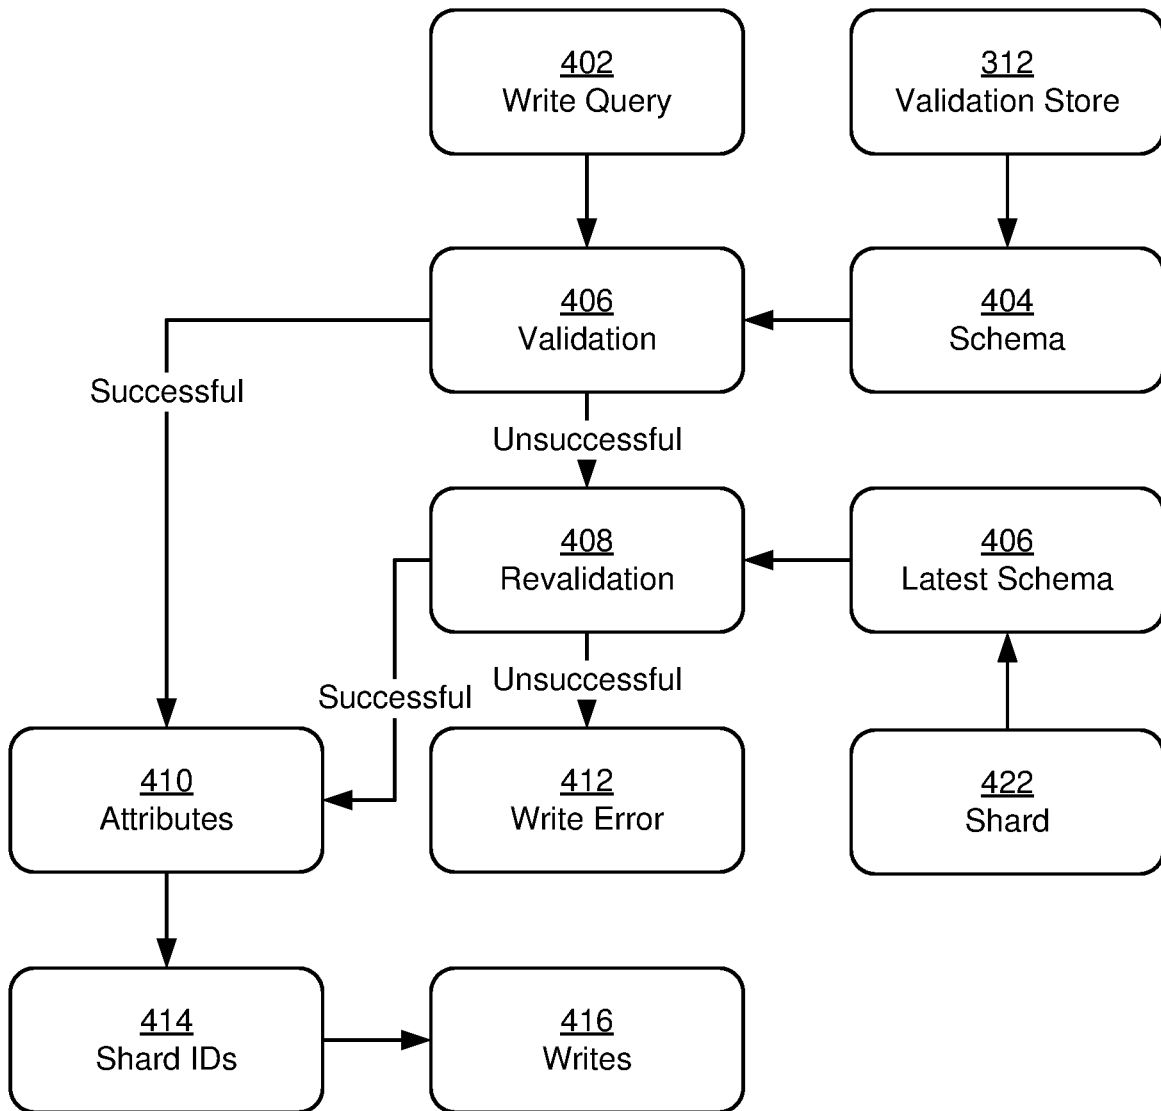 402
Write Query
312
Validation Store
406
Validation
404
Schema
Successful
Unsuccessful
408
Revalidation
406
Latest Schema
Successful
Unsuccessful
410
Attributes
412
Write Error
422
Shard
414
Shard IDs
416
Writes